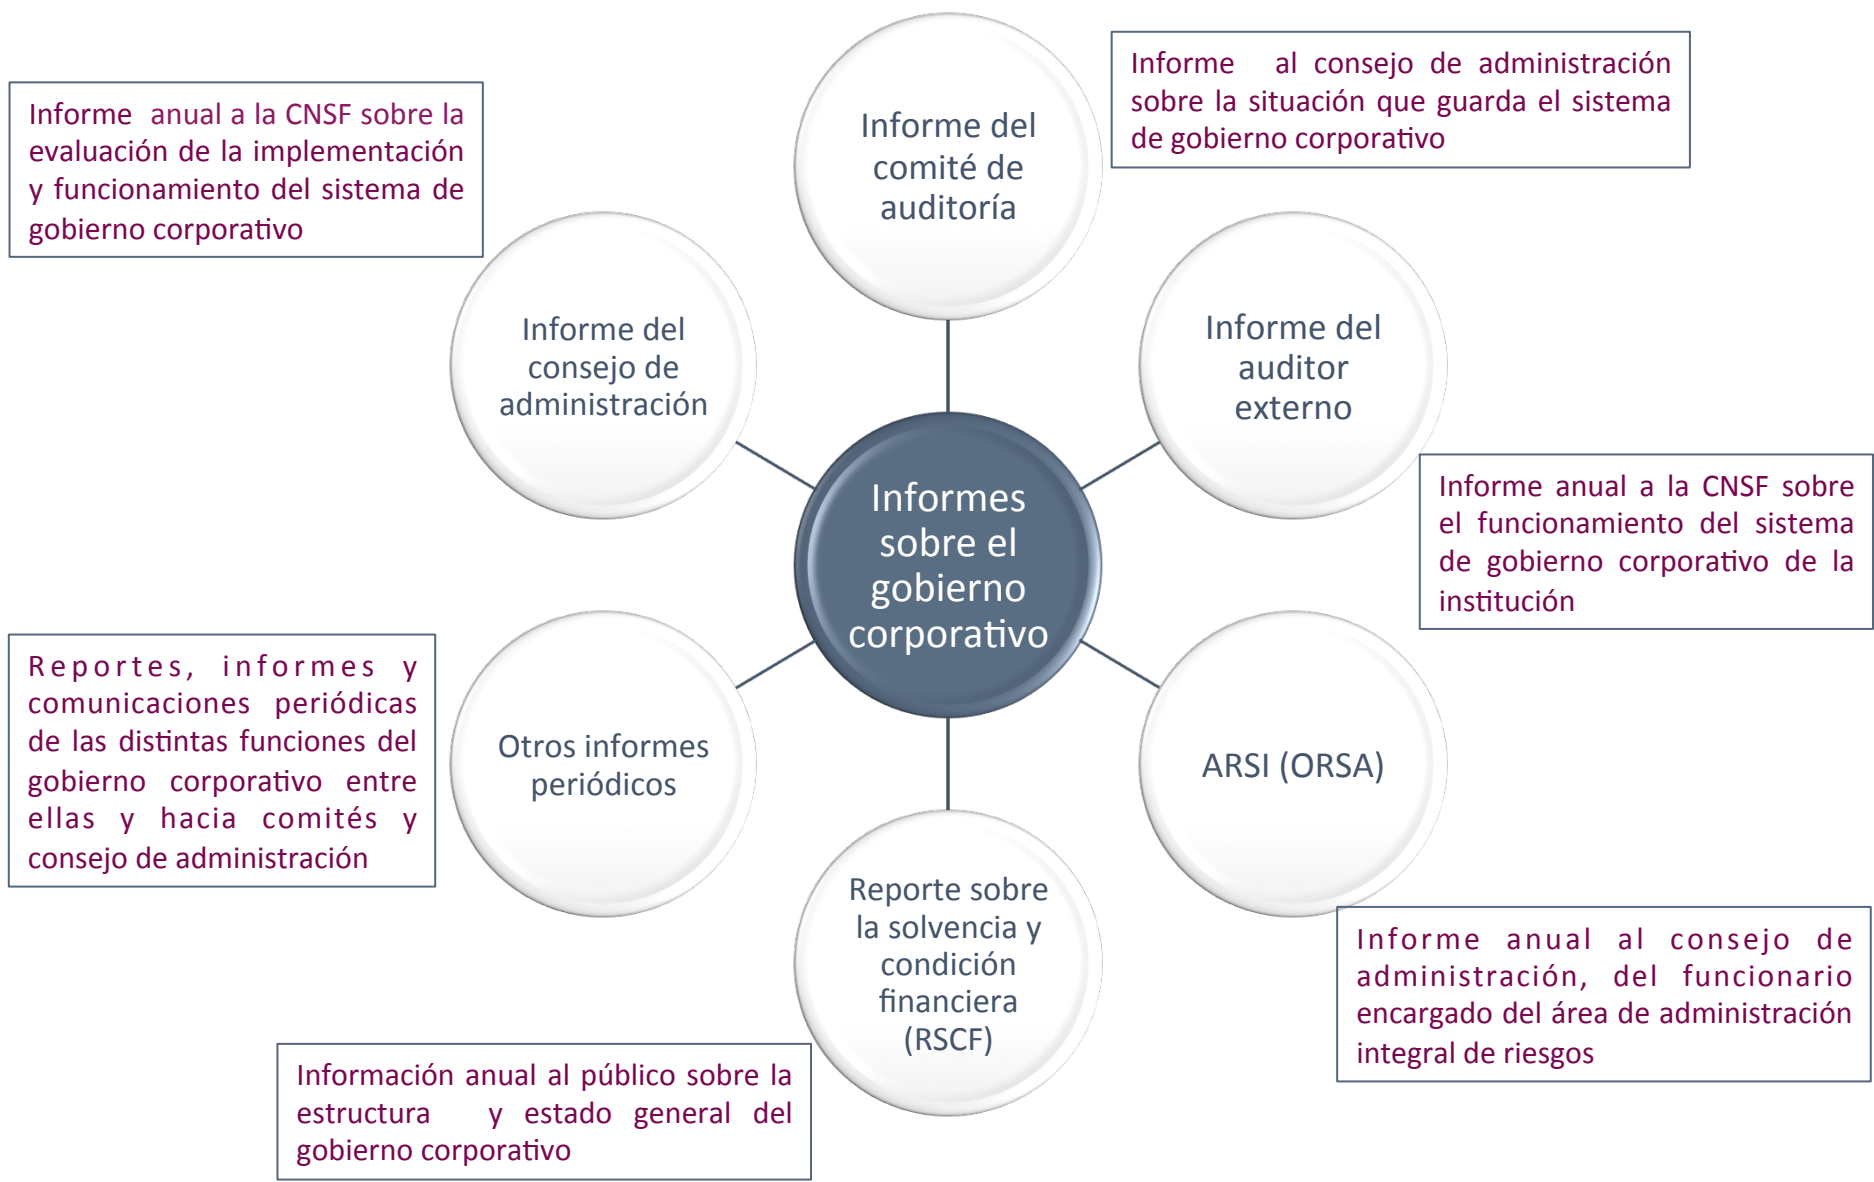 Informe del
comité de
auditoría
Informe al consejo de administración
sobre la situación que guarda el sistema
de gobierno corporativo
Informe anual a la CNSF sobre la
evaluación de la implementación
y funcionamiento del sistema de
gobierno corporativo
Informe del
consejo de
administración
Informe del
auditor
externo
Informe anual a la CNSF sobre
el funcionamiento del sistema
de gobierno corporativo de la
institución
Informes
sobre el
gobierno
corporativo
Reportes, informes y
comunicaciones periódicas
de las distintas funciones del
gobierno corporativo entre
ellas y hacia comités y
consejo de administración
Otros informes
periódicos
ARSI (ORSA)
Informe anual al consejo de
administración, del funcionario
encargado del área de administración
integral de riesgos
Reporte sobre
la solvencia y
condición
financiera
(RSCF)
Información anual al público sobre la
estructura y estado general del
gobierno corporativo